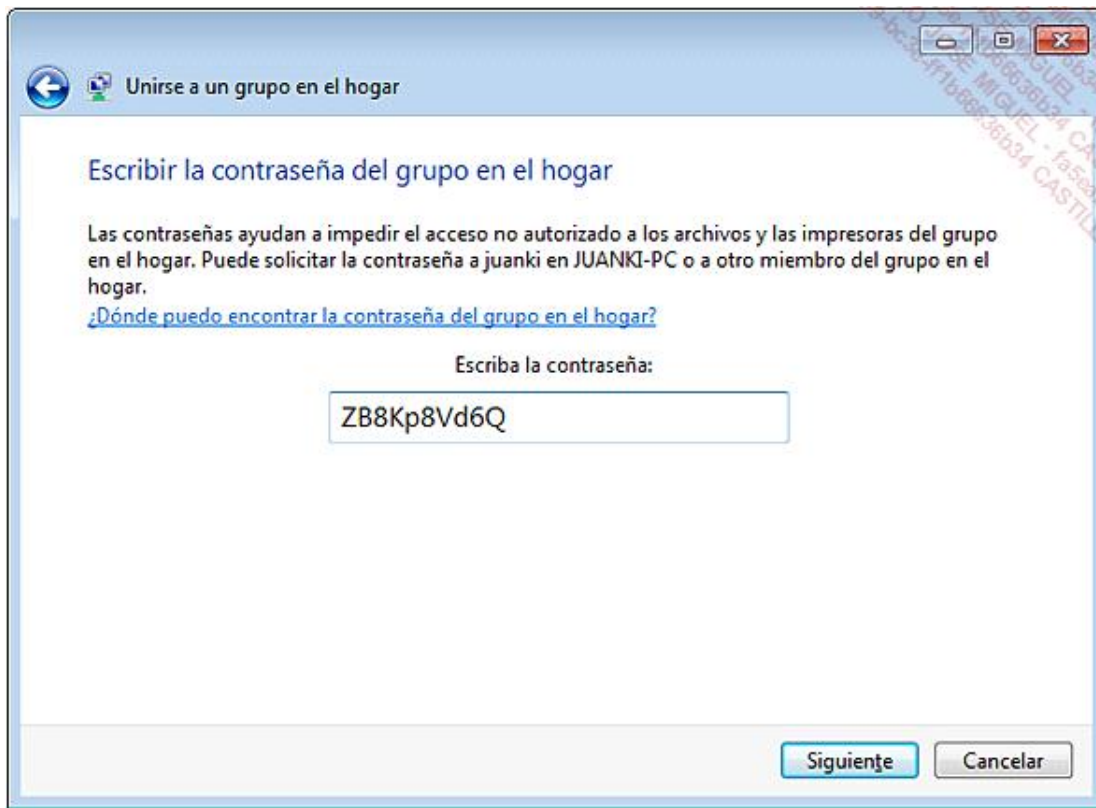 Unirse a un grupo en el hogar
Escribir la contraseña del grupo en el hogar
Las contraseñas ayudan a impedir el acceso no autorizado a los archivos y las impresoras del grupo
en el hogar. Puede solicitar la contraseña a juanki en JUANKI-PC o a otro miembro del grupo en el
hogar.
¿Dónde puedo encontrar la contraseña del grupo en el hogar?
Escriba la contraseña:
ZB8Kp8Vd6Q
Siguiente
Cancelar